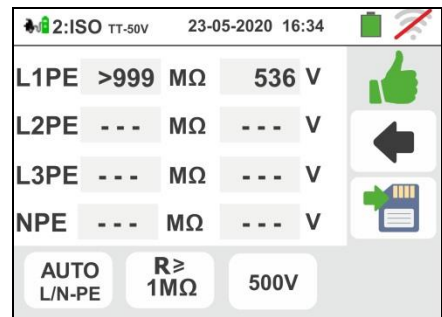 2:ISO TT-50V 23-05-2020 16:34
L1PE >999 MΩ 536 V
L2PE - - - MΩ - - - V
L3PE - - - MΩ - - - V
NPE - - - MΩ - - - V
AUTO R≥ 500V
L/N-PE 1MΩ